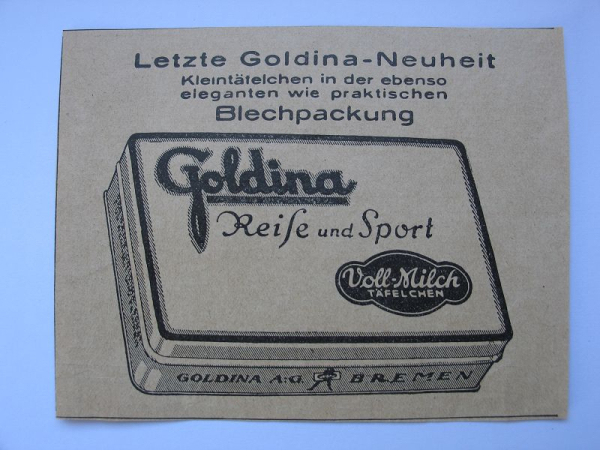 Letzte Goldina-Neuheit
Kleintäfelchen in der ebenso
eleganten wie praktischen
Blechpackung
Goldina
Reiſe und Sport
Voll-Milch
TÄFELCHEN
GOLDINA A.G. BREMEN